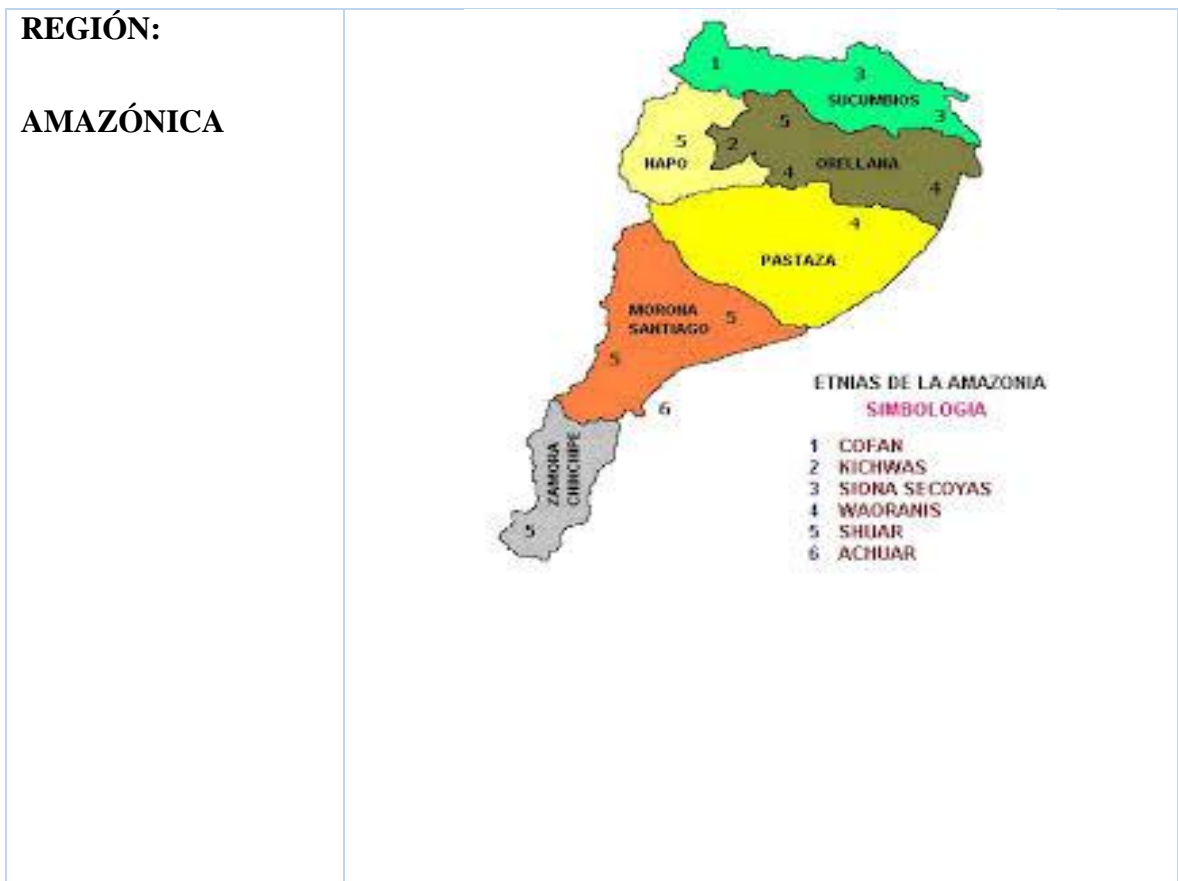 REGIÓN:
AMAZÓNICA
1
3
SUCUMBIOS
3
5
5
2
NAPO
4
ORELLANA
4
4
PASTAZA
MORONA
SANTIAGO
5
5
6
ZAMORA
CHINCHIPE
5
ETNIAS DE LA AMAZONIA
SIMBOLOGIA
1 COFAN
2 KICHWAS
3 SIONA SECOYAS
4 WAORANIS
5 SHUAR
6 ACHUAR